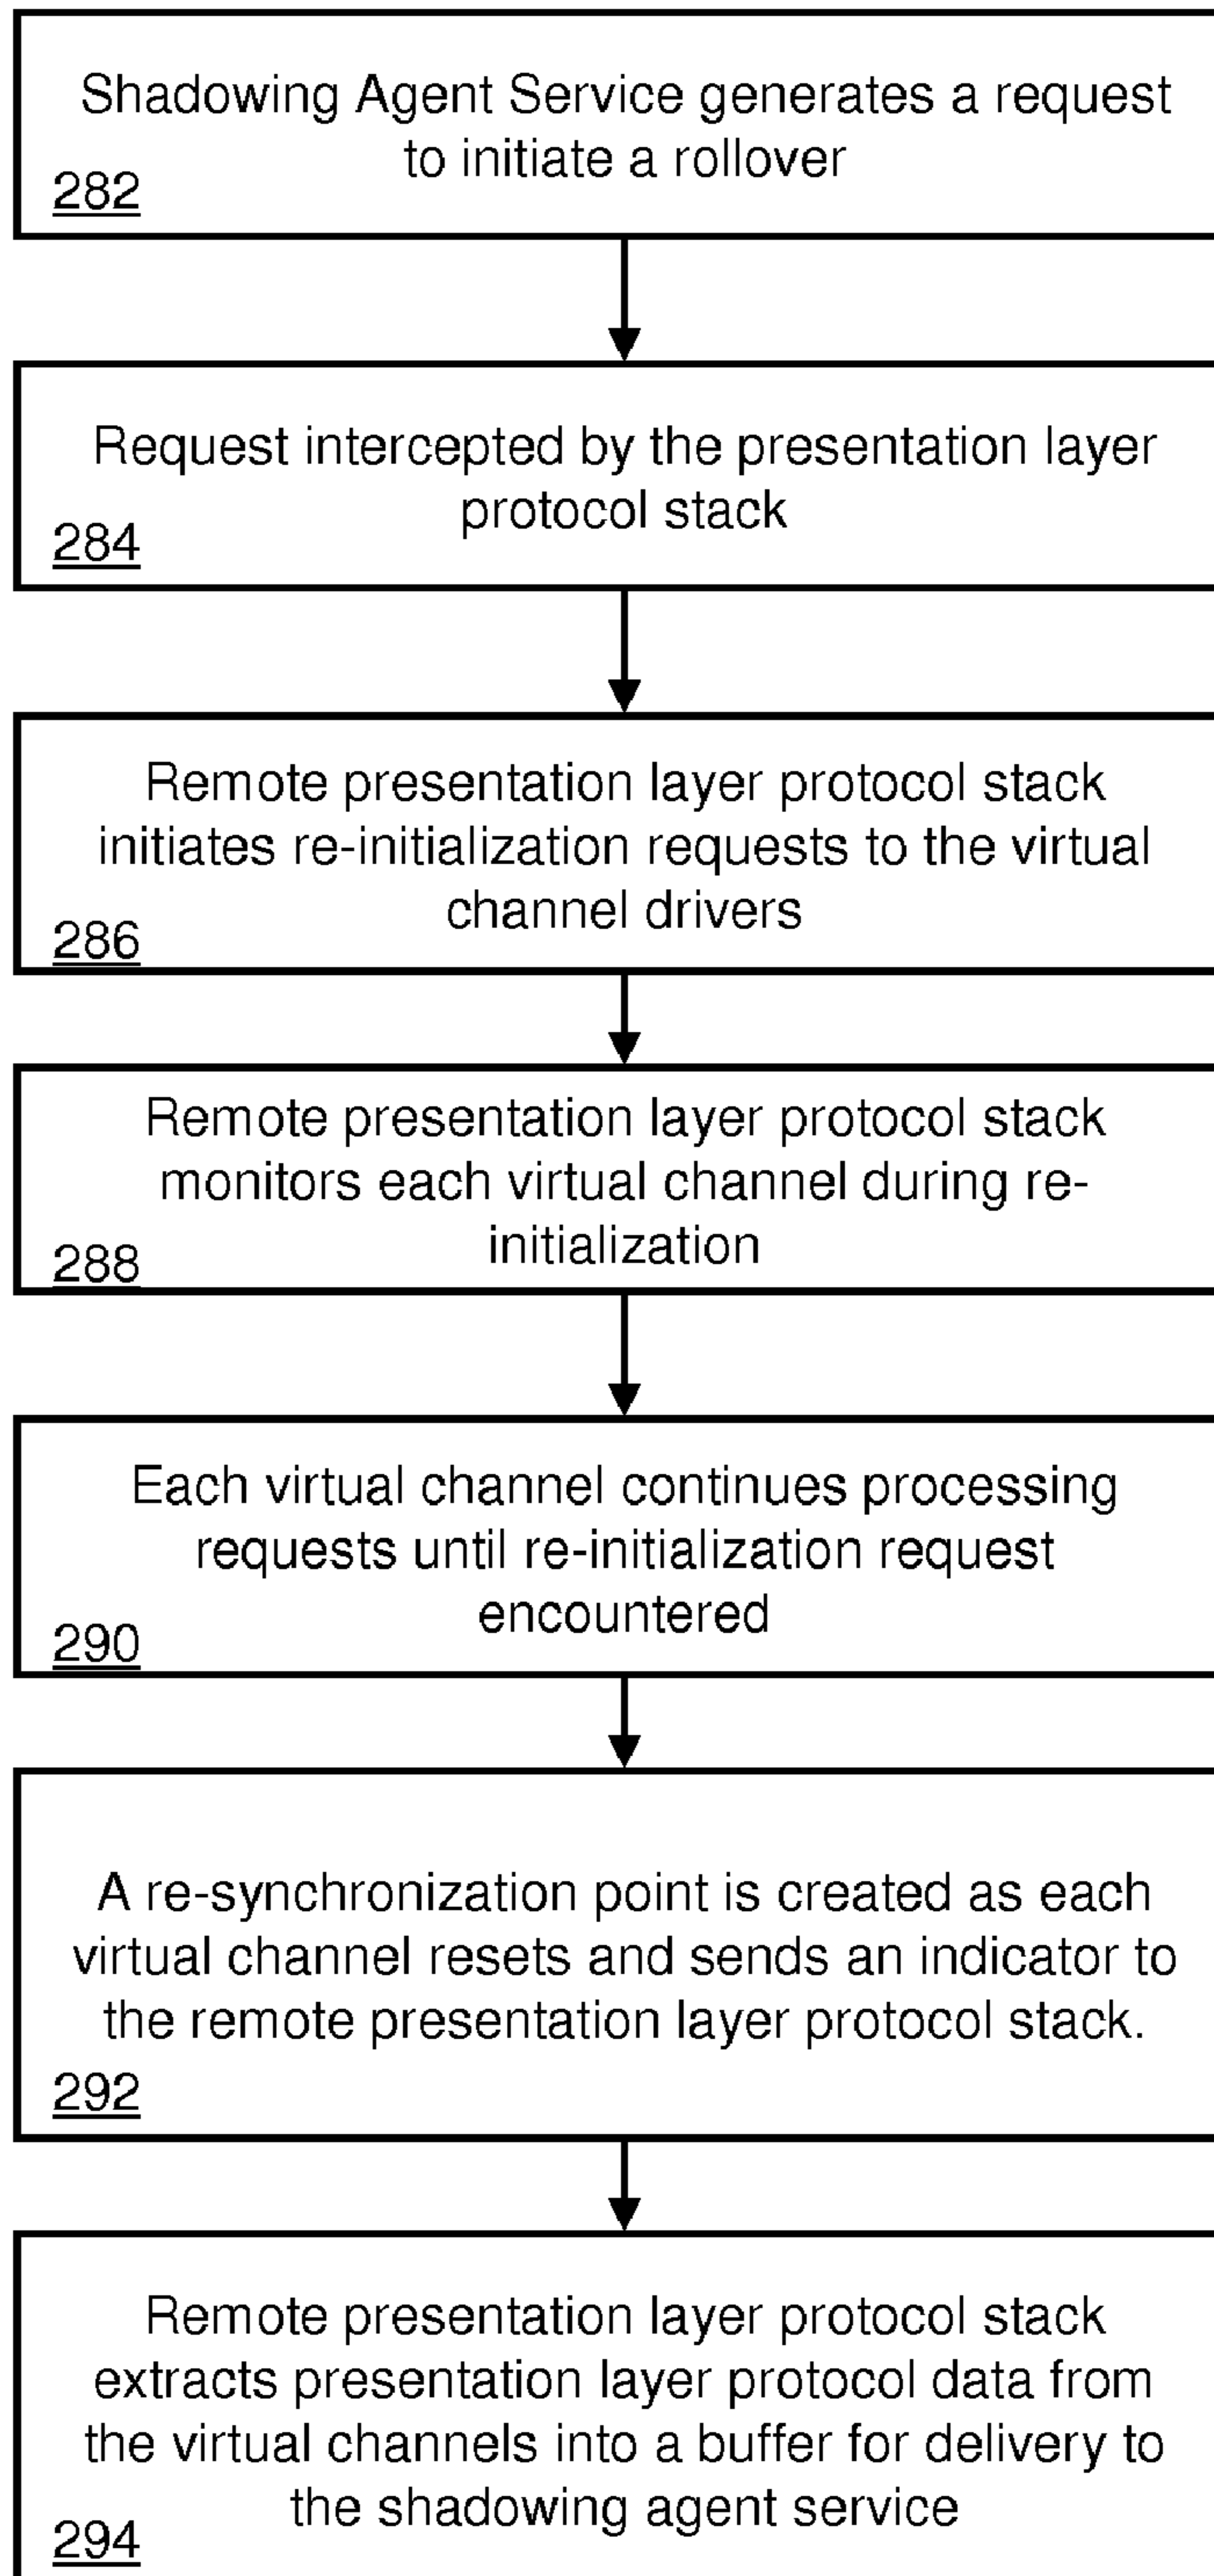 Shadowing Agent Service generates a request
to initiate a rollover
282
Request intercepted by the presentation layer
protocol stack
284
Remote presentation layer protocol stack
initiates re-initialization requests to the virtual
channel drivers
286
Remote presentation layer protocol stack
monitors each virtual channel during re-
initialization
288
Each virtual channel continues processing
requests until re-initialization request
encountered
290
A re-synchronization point is created as each
virtual channel resets and sends an indicator to
the remote presentation layer protocol stack.
292
Remote presentation layer protocol stack
extracts presentation layer protocol data from
the virtual channels into a buffer for delivery to
the shadowing agent service
294